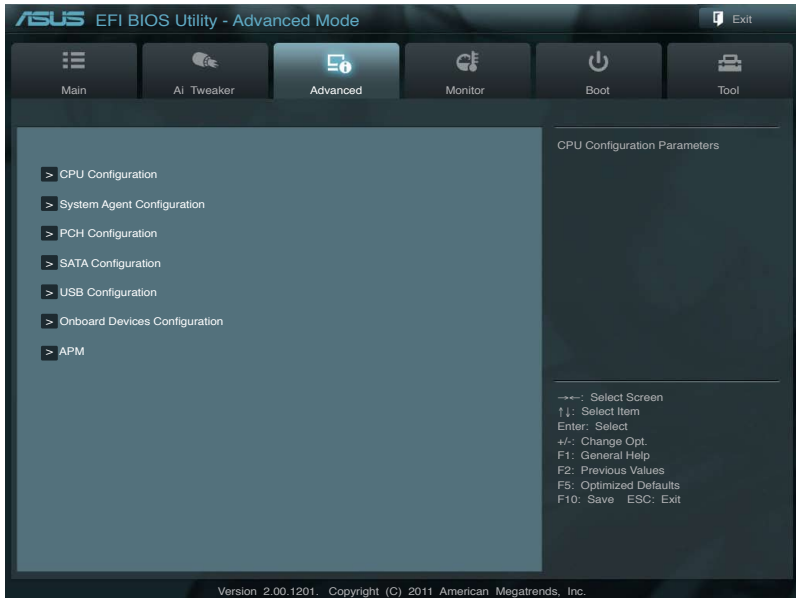 ASUS EFI BIOS Utility - Advanced Mode
Exit
Main
Ai Tweaker
Advanced
Monitor
Boot
Tool
> CPU Configuration
> System Agent Configuration
> PCH Configuration
> SATA Configuration
> USB Configuration
> Onboard Devices Configuration
> APM
CPU Configuration Parameters
→←: Select Screen
↑↓: Select Item
Enter: Select
+/-: Change Opt.
F1: General Help
F2: Previous Values
F5: Optimized Defaults
F10: Save ESC: Exit
Version 2.00.1201. Copyright (C) 2011 American Megatrends, Inc.